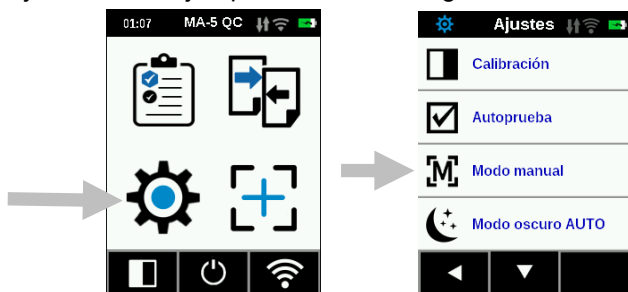 01:07 MA-5 QC
Ajustes
Calibración
Autoprueba
M Modo manual
Modo oscuro AUTO